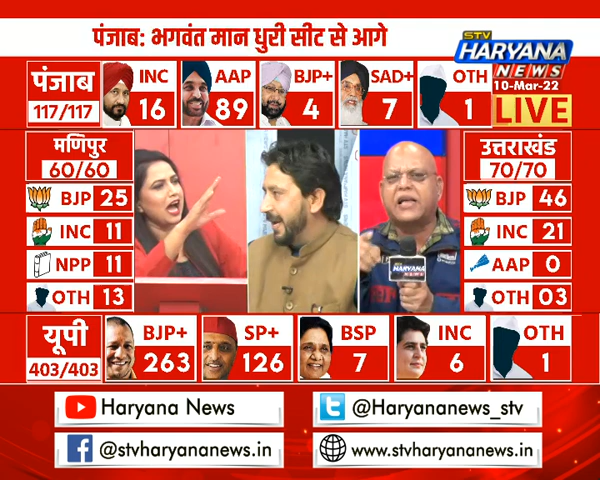 पंजाब: भगवंत मान धुरी सीट से आगे
STV
HARYANA
NEWS
10-Mar-22
LIVE
पंजाब
117/117
INC
16
AAP
89
BJP+
4
SAD+
7
OTH
1
मणिपुर
60/60
BJP 25
INC 11
NPP 11
OTH 13
STV
HARYANA
NEWS
उत्तराखंड
70/70
BJP 46
INC 21
AAP 0
OTH 03
यूपी
403/403
BJP+
263
SP+
126
BSP
7
INC
6
OTH
1
Haryana News
@Haryananews_stv
@stvharyananews.in
www.stvharyananews.in